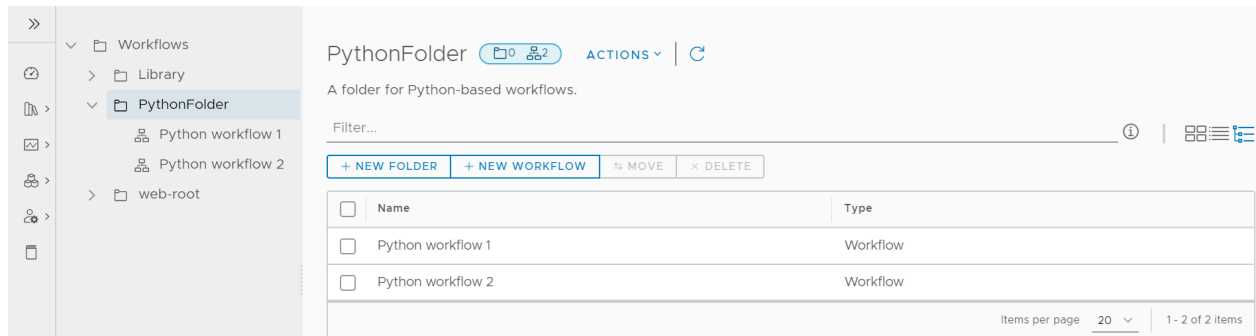 Workflows
Library
PythonFolder
Python workflow 1
Python workflow 2
web-root
PythonFolder 0 2 ACTIONS
A folder for Python-based workflows.
Filter...
+ NEW FOLDER + NEW WORKFLOW MOVE × DELETE
Name Type
Python workflow 1 Workflow
Python workflow 2 Workflow
Items per page 20 1 - 2 of 2 items